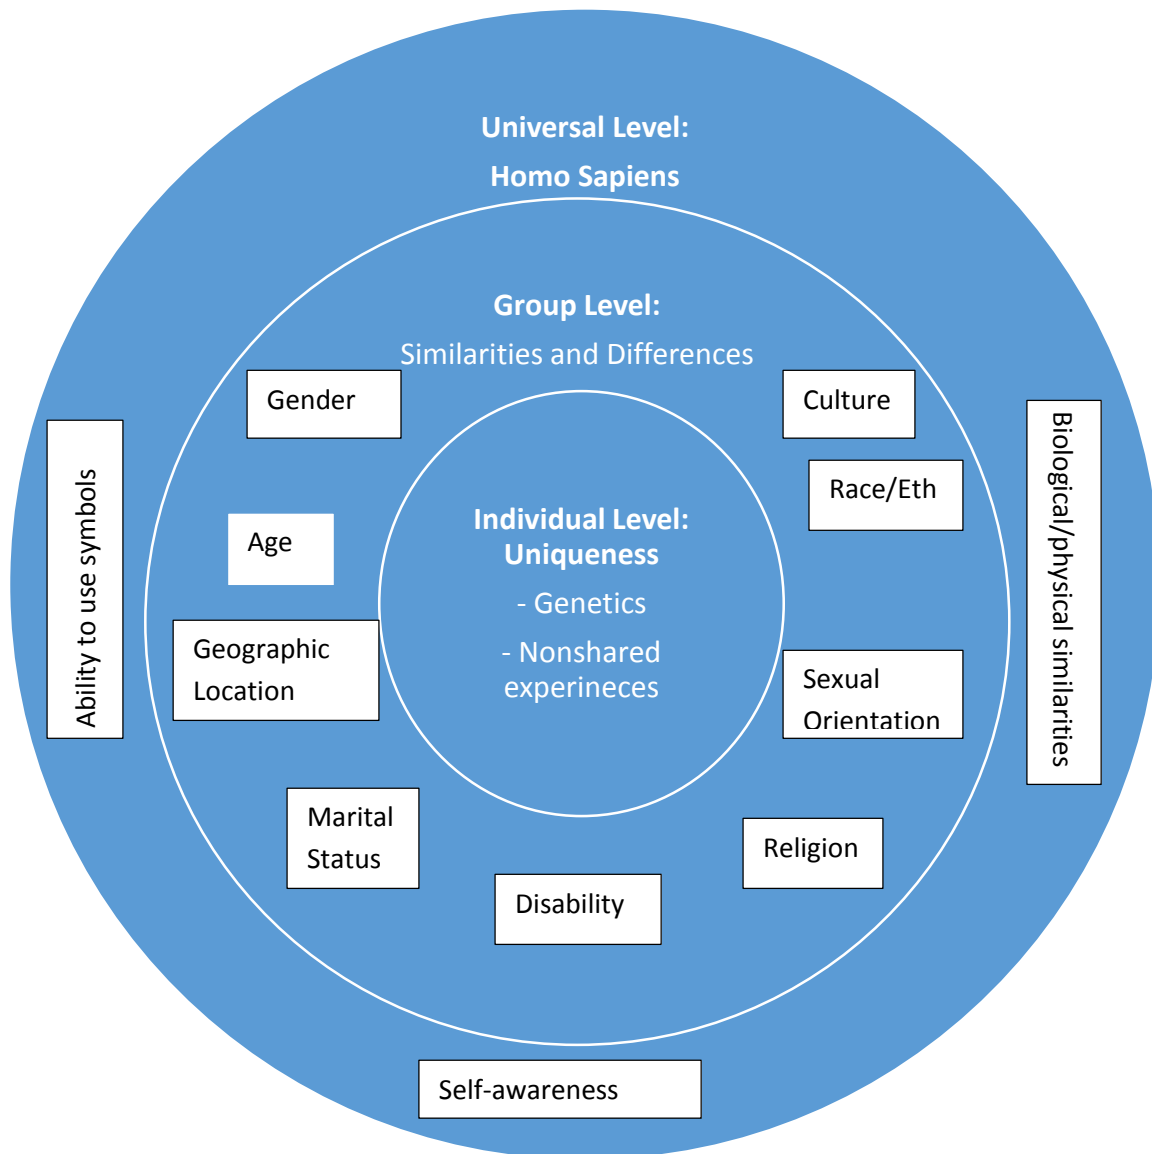 Universal Level:
Homo Sapiens
Group Level:
Similarities and Differences
Gender
Culture
Race/Eth
Age
Geographic
Location
Individual Level:
Uniqueness
- Genetics
- Nonshared
experineces
Sexual
Orientation
Marital
Status
Religion
Disability
Ability to use symbols
Biological/physical similarities
Self-awareness